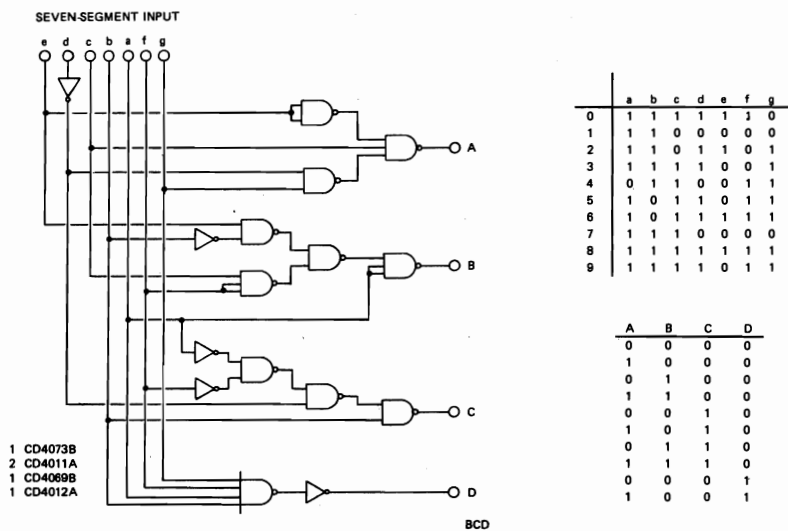 SEVEN-SEGMENT INPUT
e d c b a f g
A
B
C
D
1 CD4073B
2 CD4011A
1 CD4069B
1 CD4012A
BCD
a b c d e f g
0 1 1 1 1 1 1 0
1 1 1 0 0 0 0 0
2 1 1 0 1 1 0 1
3 1 1 1 1 0 0 1
4 0 1 1 0 0 1 1
5 1 0 1 1 0 1 1
6 1 0 1 1 1 1 1
7 1 1 1 0 0 0 0
8 1 1 1 1 1 1 1
9 1 1 1 1 0 1 1
A B C D
0 0 0 0
1 0 0 0
0 1 0 0
1 1 0 0
0 0 1 0
1 0 1 0
0 1 1 0
1 1 1 0
0 0 0 1
1 0 0 1